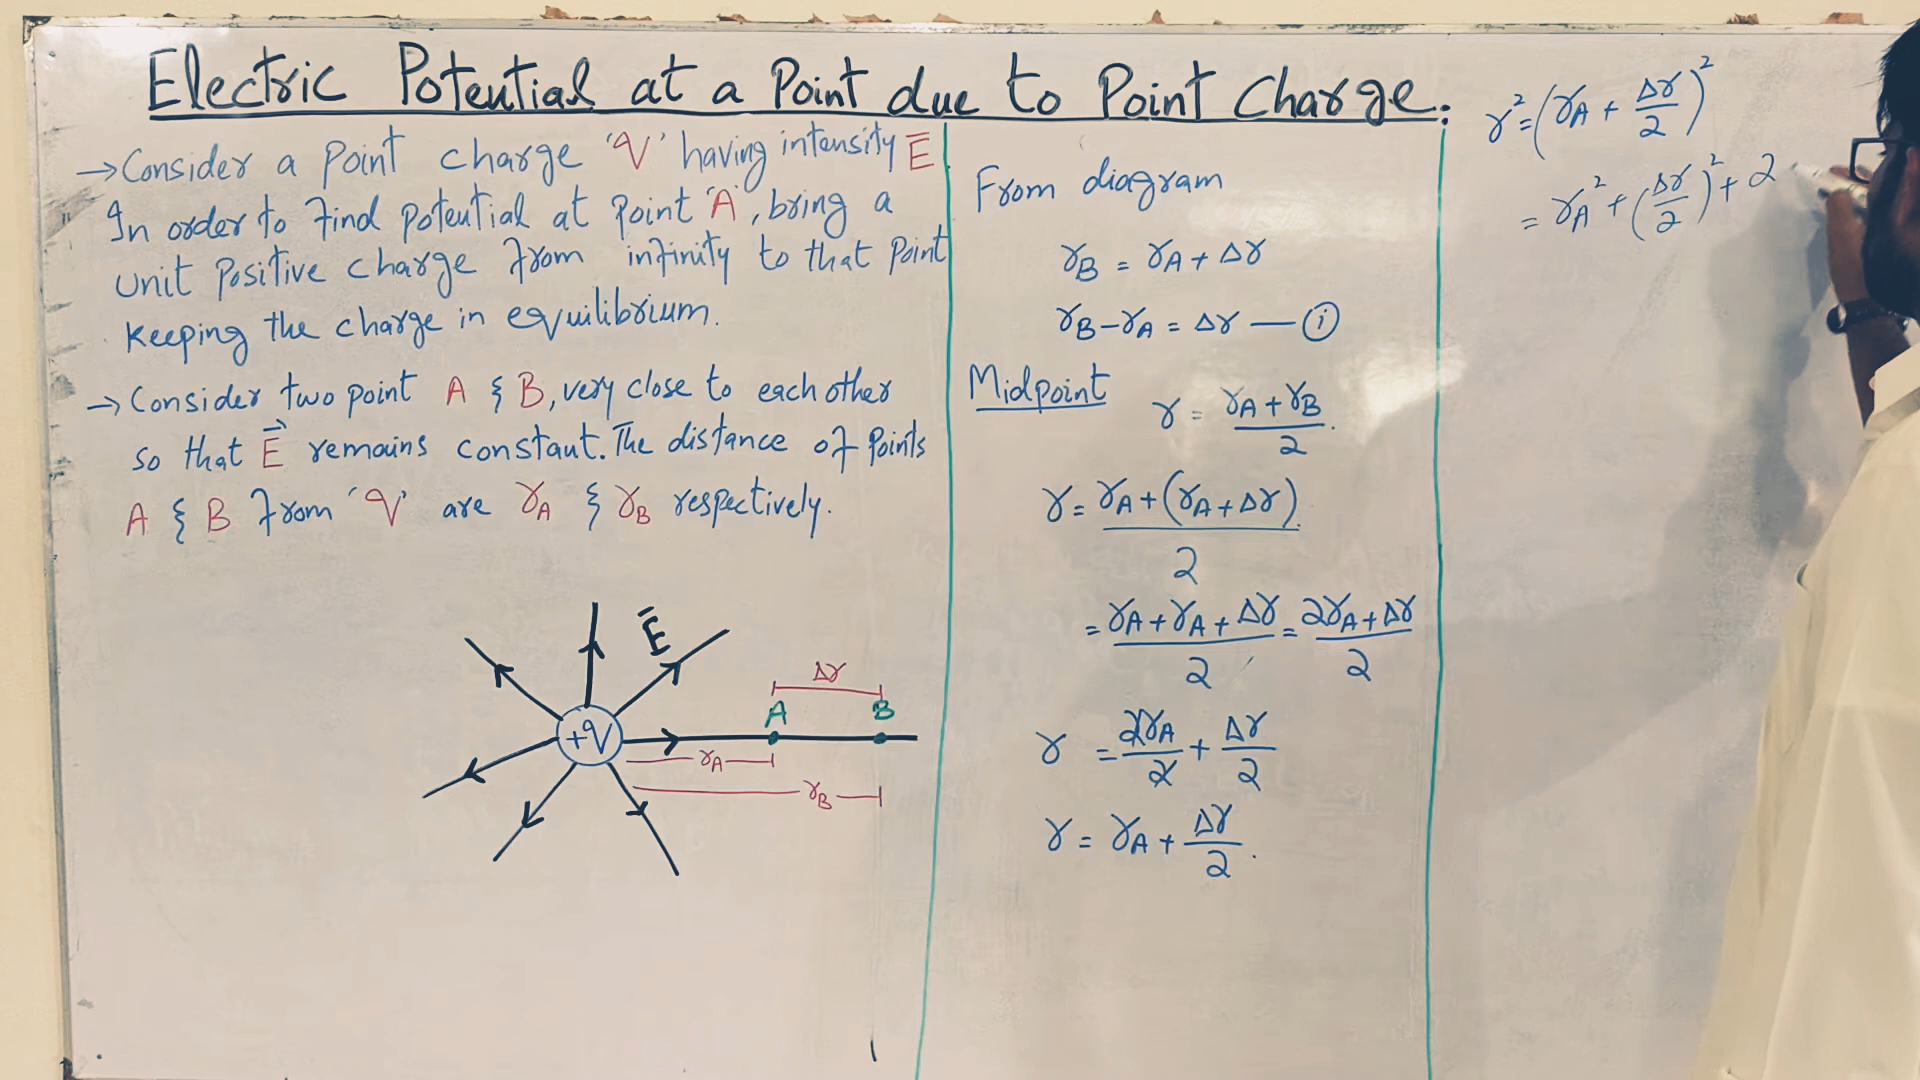 Electric Potential at a Point due to Point Charge.
→ Consider a point charge 'q' having intensity E̅
In order to find potential at point 'A', bring a
unit positive charge from infinity to that point
keeping the charge in equilibrium.
→ Consider two point A & B, very close to each other
so that E⃗ remains constant. The distance of points
A & B from 'q' are r_A & r_B respectively.
E̅
Δr
A B
+q
r_A
r_B
From diagram
r_B = r_A + Δr
r_B − r_A = Δr — ①
Midpoint
r = (r_A + r_B)/2.
r = (r_A + (r_A + Δr))/2
= (r_A + r_A + Δr)/2 = (2r_A + Δr)/2
r = 2r_A/2 + Δr/2
r = r_A + Δr/2.
r² = (r_A + Δr/2)²
= r_A² + (Δr/2)² + 2